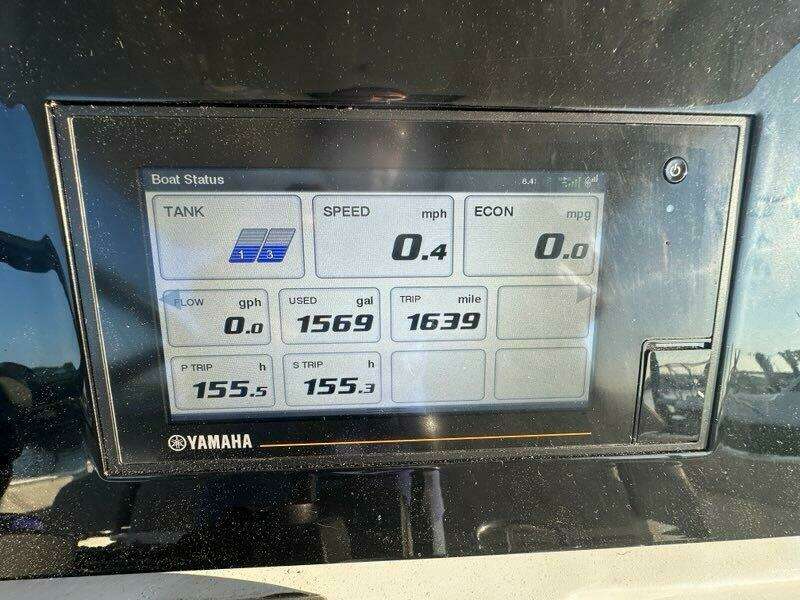 Boat Status
TANK
1 3
SPEED mph
0.4
ECON mpg
0.0
FLOW gph
0.0
USED gal
1569
TRIP mile
1639
P TRIP h
155.5
S TRIP h
155.3
YAMAHA